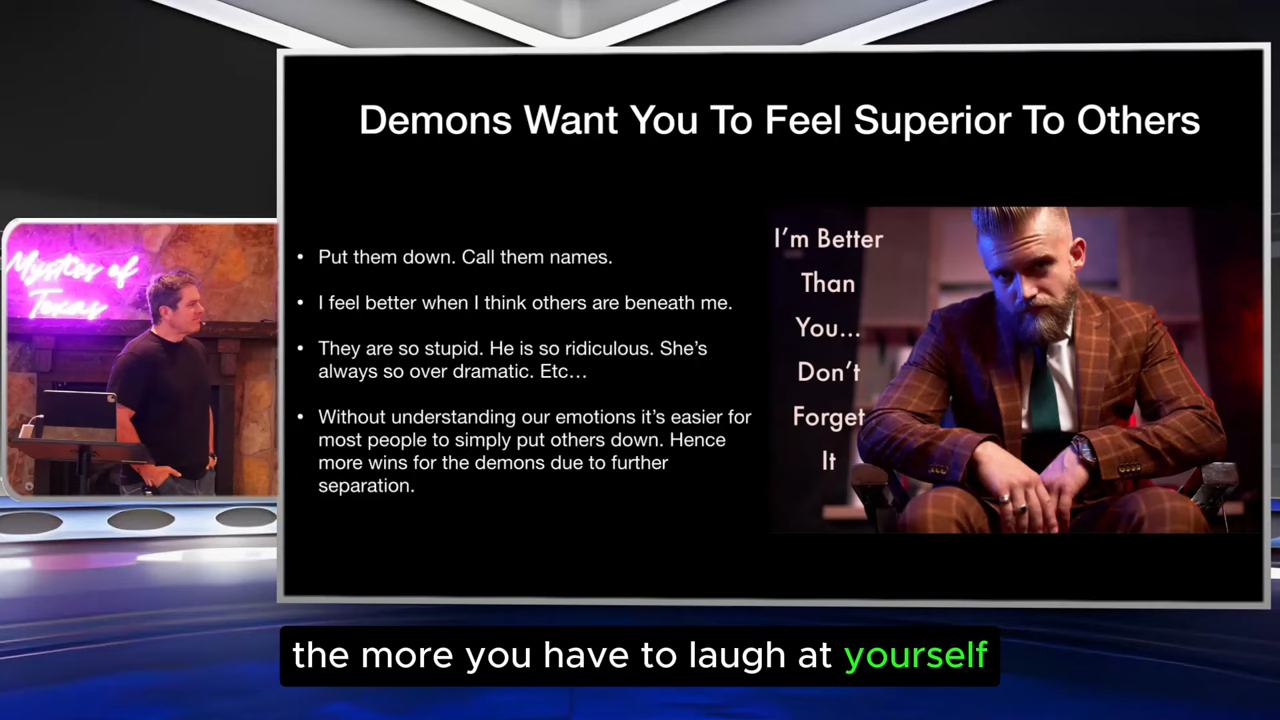 Demons Want You To Feel Superior To Others
Mystics of
Texas
• Put them down. Call them names.
• I feel better when I think others are beneath me.
• They are so stupid. He is so ridiculous. She's
always so over dramatic. Etc...
• Without understanding our emotions it's easier for
most people to simply put others down. Hence
more wins for the demons due to further
separation.
I'm Better
Than
You...
Don't
Forget
It
the more you have to laugh at yourself